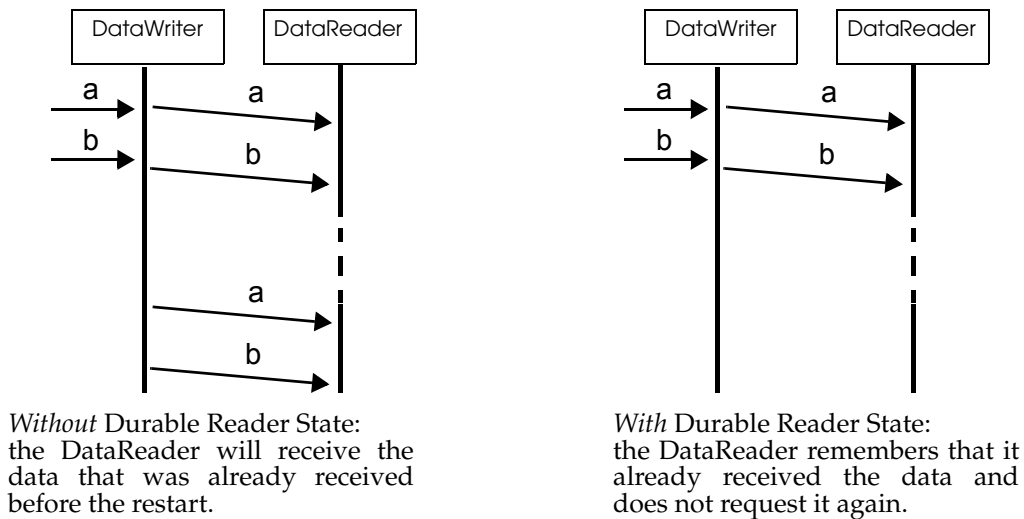 DataWriter
DataReader
a
a
b
b
a
b
Without Durable Reader State:
the DataReader will receive the
data that was already received
before the restart.
DataWriter
DataReader
a
a
b
b
With Durable Reader State:
the DataReader remembers that it
already received the data and
does not request it again.